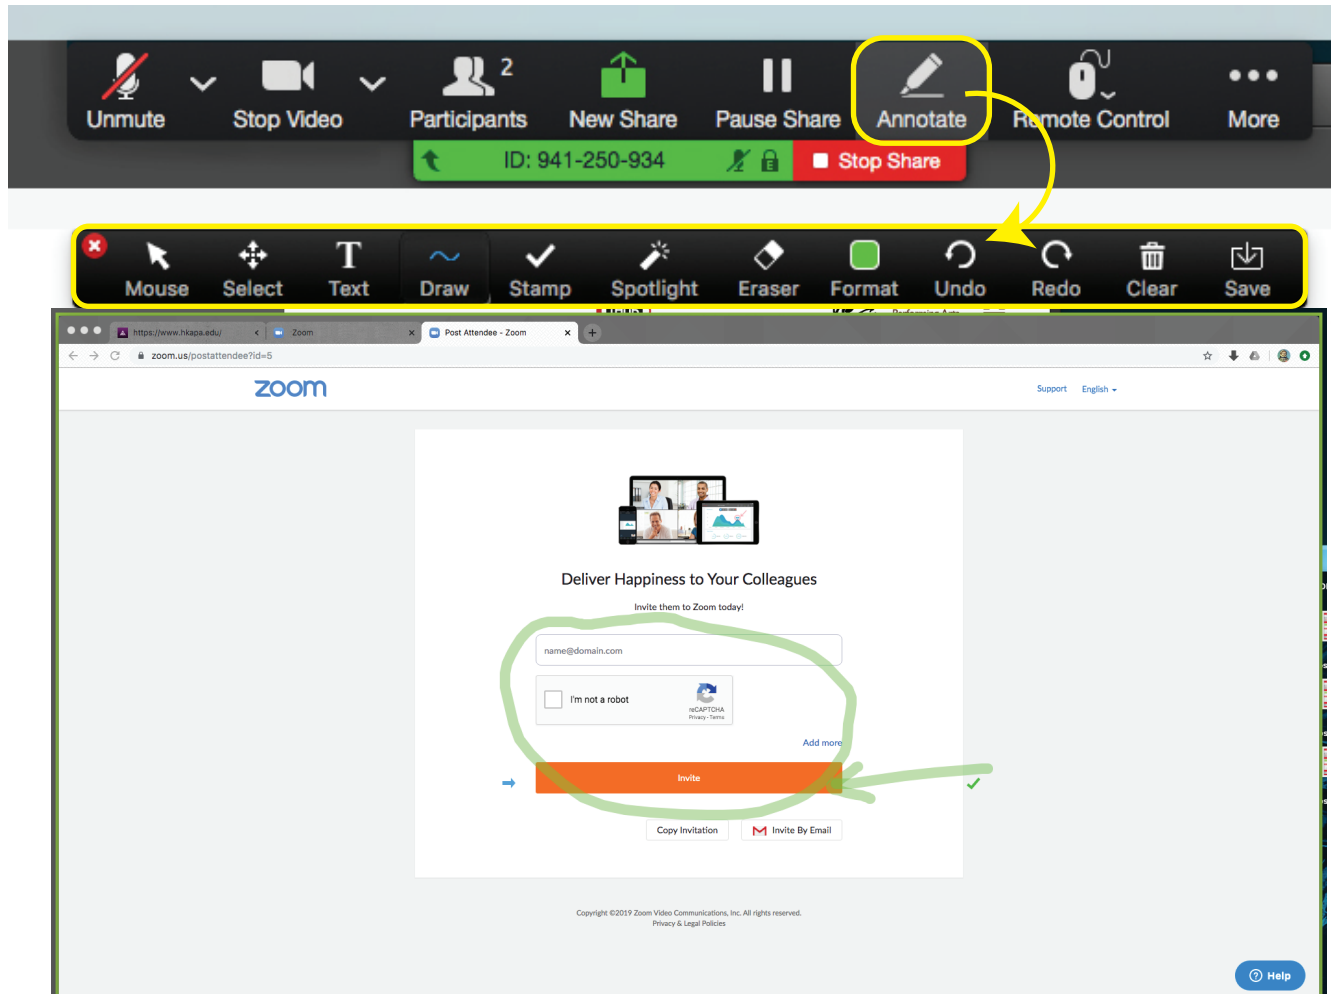 2
Unmute Stop Video Participants New Share Pause Share Annotate Remote Control More
ID: 941-250-934 Stop Share
Mouse Select Text Draw Stamp Spotlight Eraser Format Undo Redo Clear Save
https://www.hkapa.edu/ Zoom Post Attendee - Zoom
zoom.us/postattendee?id=5
zoom Support English
Deliver Happiness to Your Colleagues
Invite them to Zoom today!
name@domain.com
I'm not a robot
reCAPTCHA
Privacy - Terms
Add more
Invite
Copy Invitation Invite By Email
Copyright ©2019 Zoom Video Communications, Inc. All rights reserved.
Privacy & Legal Policies
Help